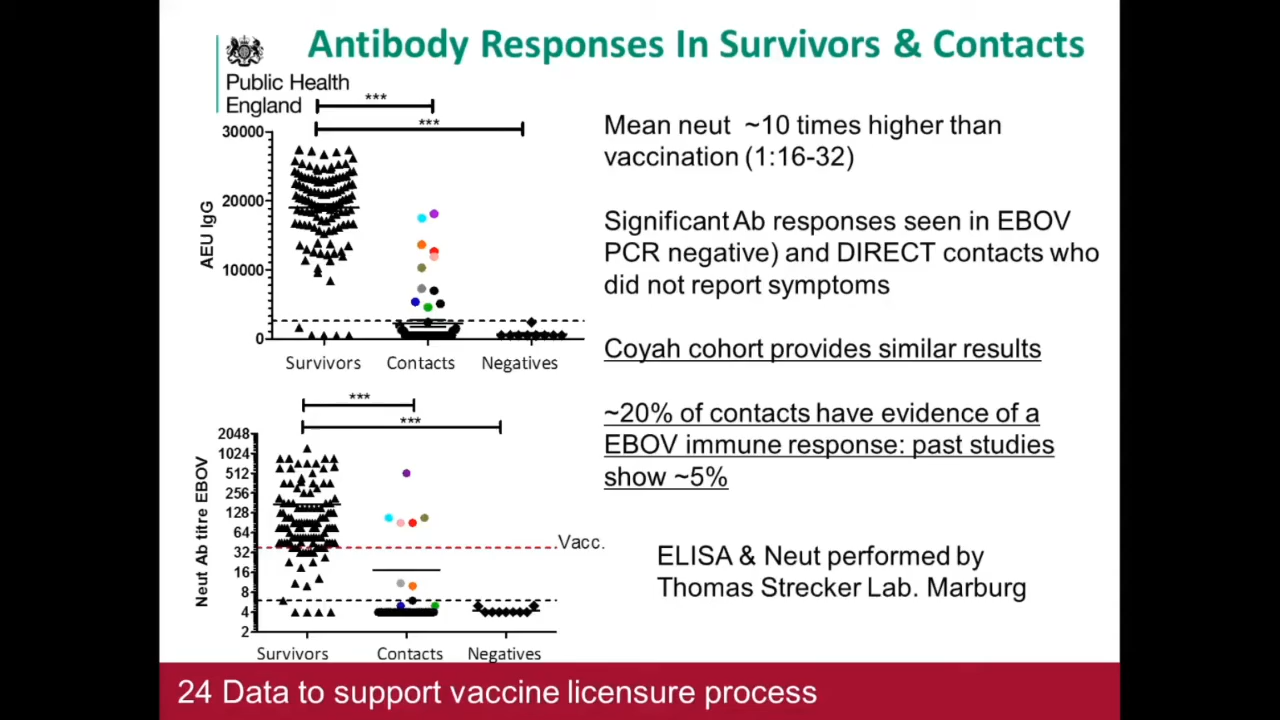 Antibody Responses In Survivors & Contacts
Public Health
England
***
***
30000
20000
10000
0
AEU IgG
Survivors
Contacts
Negatives
***
***
2048
1024
512
256
128
64
32
16
8
4
2
Neut Ab titre EBOV
Vacc.
Survivors
Contacts
Negatives
Mean neut ~10 times higher than
vaccination (1:16-32)
Significant Ab responses seen in EBOV
PCR negative) and DIRECT contacts who
did not report symptoms
Coyah cohort provides similar results
~20% of contacts have evidence of a
EBOV immune response: past studies
show ~5%
ELISA & Neut performed by
Thomas Strecker Lab. Marburg
24 Data to support vaccine licensure process